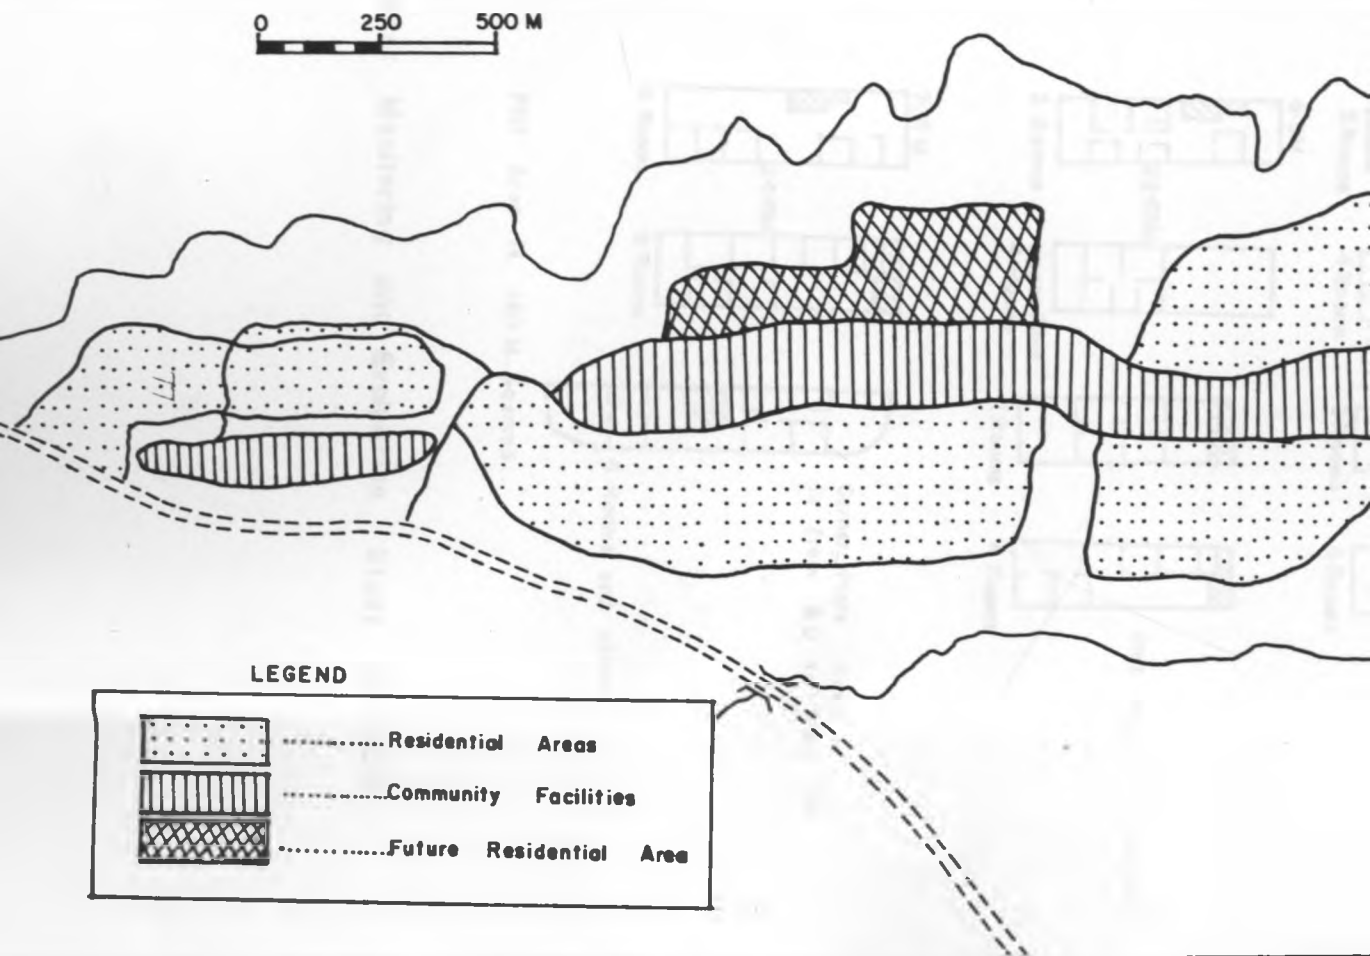 0 250 500 M
LEGEND
Residential Areas
Community Facilities
Future Residential Area